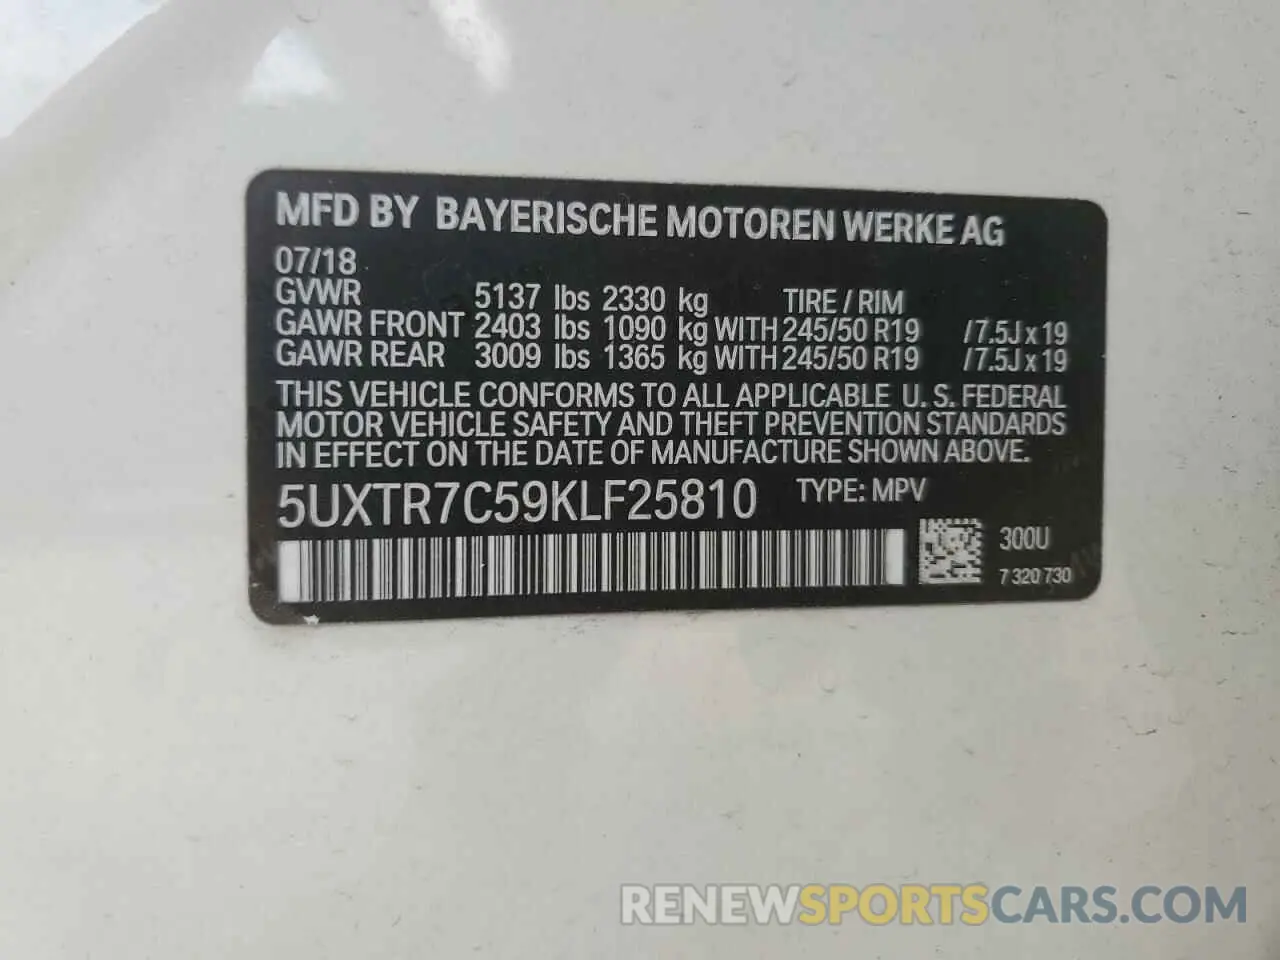 MFD BY BAYERISCHE MOTOREN WERKE AG
07/18
GVWR 5137 lbs 2330 kg TIRE / RIM
GAWR FRONT 2403 lbs 1090 kg WITH 245/50 R19 / 7.5J x 19
GAWR REAR 3009 lbs 1365 kg WITH 245/50 R19 / 7.5J x 19
THIS VEHICLE CONFORMS TO ALL APPLICABLE U. S. FEDERAL
MOTOR VEHICLE SAFETY AND THEFT PREVENTION STANDARDS
IN EFFECT ON THE DATE OF MANUFACTURE SHOWN ABOVE.
5UXTR7C59KLF25810 TYPE: MPV
300U
7 320 730
RENEWSPORTSCARS.COM